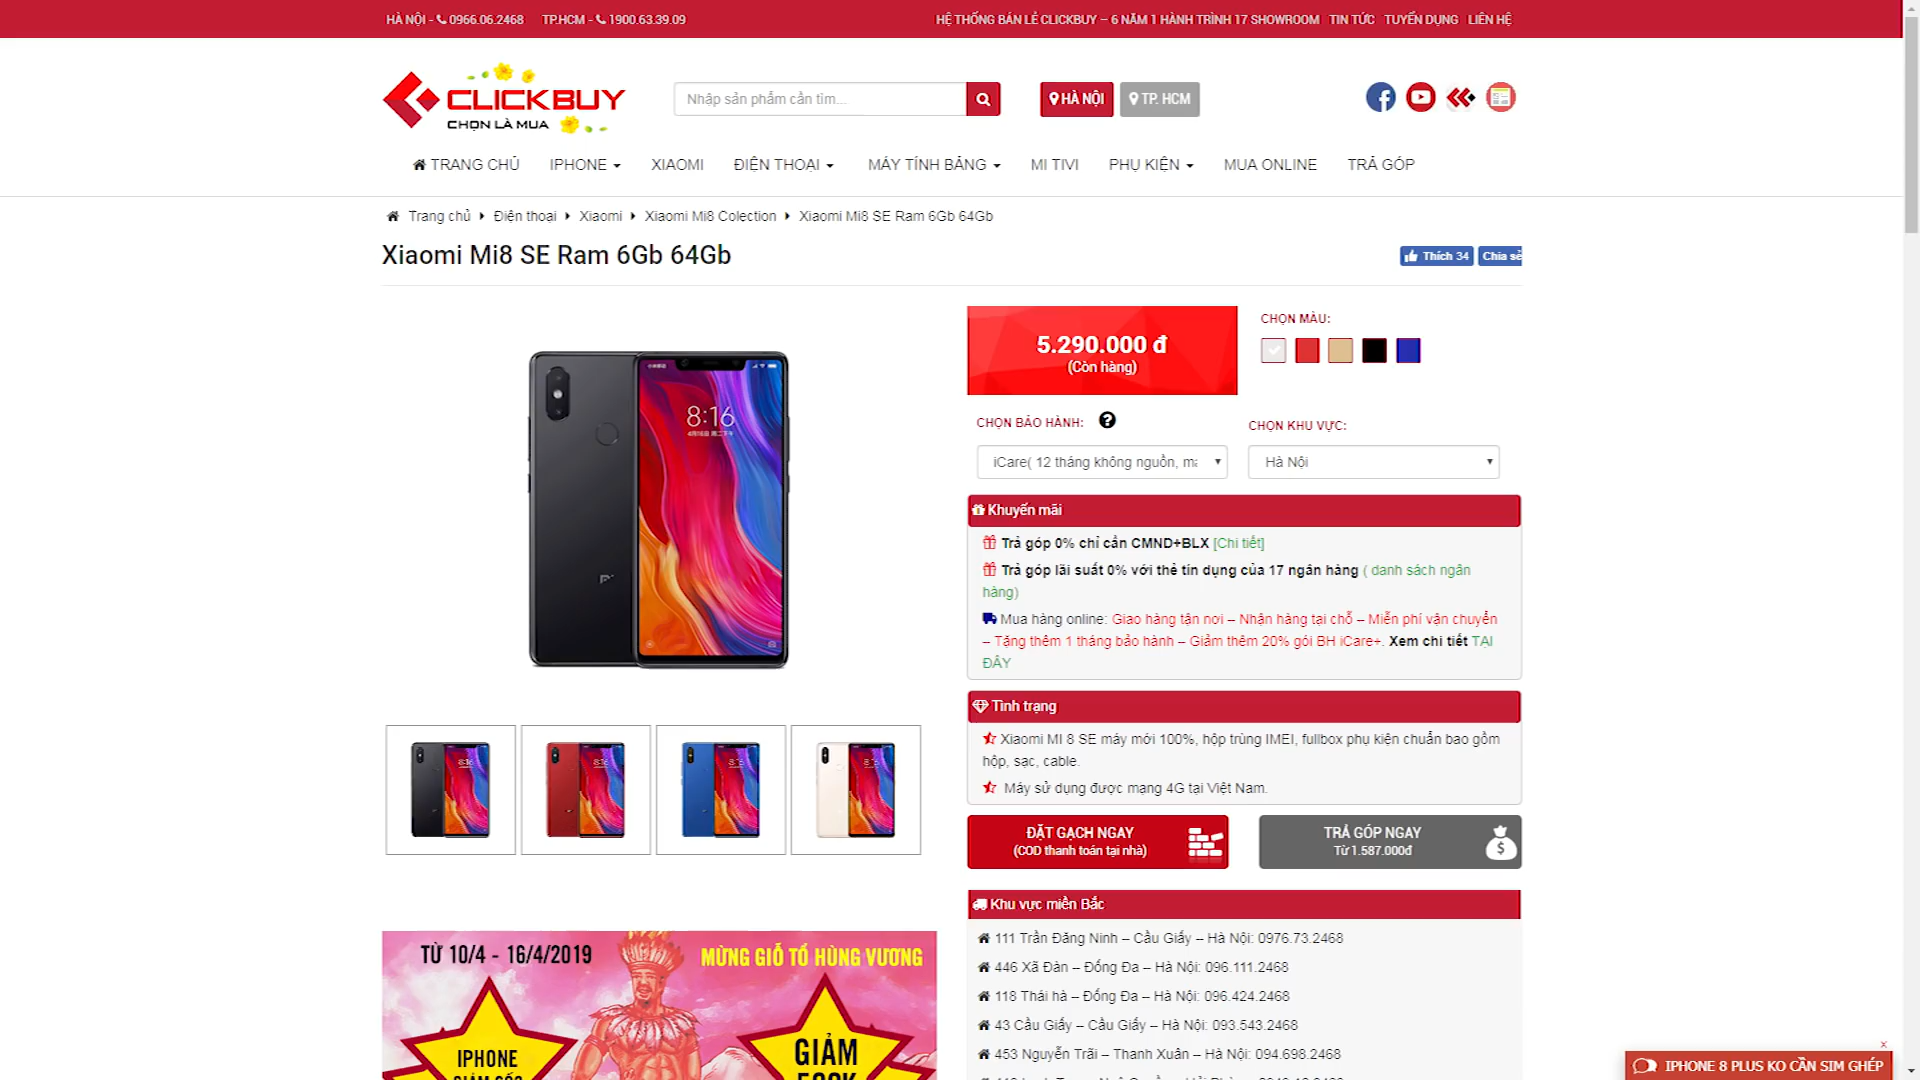 HÀ NỘI - 0966.06.2468 TP.HCM - 1900.63.39.09
HỆ THỐNG BÁN LẺ CLICKBUY – 6 NĂM 1 HÀNH TRÌNH 17 SHOWROOM TIN TỨC TUYỂN DỤNG LIÊN HỆ
CLICKBUY
CHỌN LÀ MUA
Nhập sản phẩm cần tìm...
HÀ NỘI
TP. HCM
TRANG CHỦ IPHONE XIAOMI ĐIỆN THOẠI MÁY TÍNH BẢNG MI TIVI PHỤ KIỆN MUA ONLINE TRẢ GÓP
Trang chủ Điện thoại Xiaomi Xiaomi Mi8 Colection Xiaomi Mi8 SE Ram 6Gb 64Gb
Xiaomi Mi8 SE Ram 6Gb 64Gb
Thích 34 Chia sẻ
8:16
5.290.000 đ
(Còn hàng)
CHỌN MÀU:
CHỌN BẢO HÀNH:
CHỌN KHU VỰC:
iCare( 12 tháng không nguồn, mà
Hà Nội
Khuyến mãi
Trả góp 0% chỉ cần CMND+BLX [Chi tiết]
Trả góp lãi suất 0% với thẻ tín dụng của 17 ngân hàng ( danh sách ngân
hàng)
Mua hàng online: Giao hàng tận nơi – Nhận hàng tại chỗ – Miễn phí vận chuyển
– Tặng thêm 1 tháng bảo hành – Giảm thêm 20% gói BH iCare+. Xem chi tiết TẠI
ĐÂY
Tình trạng
Xiaomi MI 8 SE máy mới 100%, hộp trùng IMEI, fullbox phụ kiện chuẩn bao gồm
hộp, sạc, cable.
Máy sử dụng được mạng 4G tại Việt Nam.
ĐẶT GẠCH NGAY
(COD thanh toán tại nhà)
TRẢ GÓP NGAY
Từ 1.587.000đ
Khu vực miền Bắc
111 Trần Đăng Ninh – Cầu Giấy – Hà Nội: 0976.73.2468
446 Xã Đàn – Đống Đa – Hà Nội: 096.111.2468
118 Thái hà – Đống Đa – Hà Nội: 096.424.2468
43 Cầu Giấy – Cầu Giấy – Hà Nội: 093.543.2468
453 Nguyễn Trãi – Thanh Xuân – Hà Nội: 094.698.2468
TỪ 10/4 - 16/4/2019
MỪNG GIỖ TỔ HÙNG VƯƠNG
IPHONE
GIẢM
IPHONE 8 PLUS KO CẦN SIM GHÉP